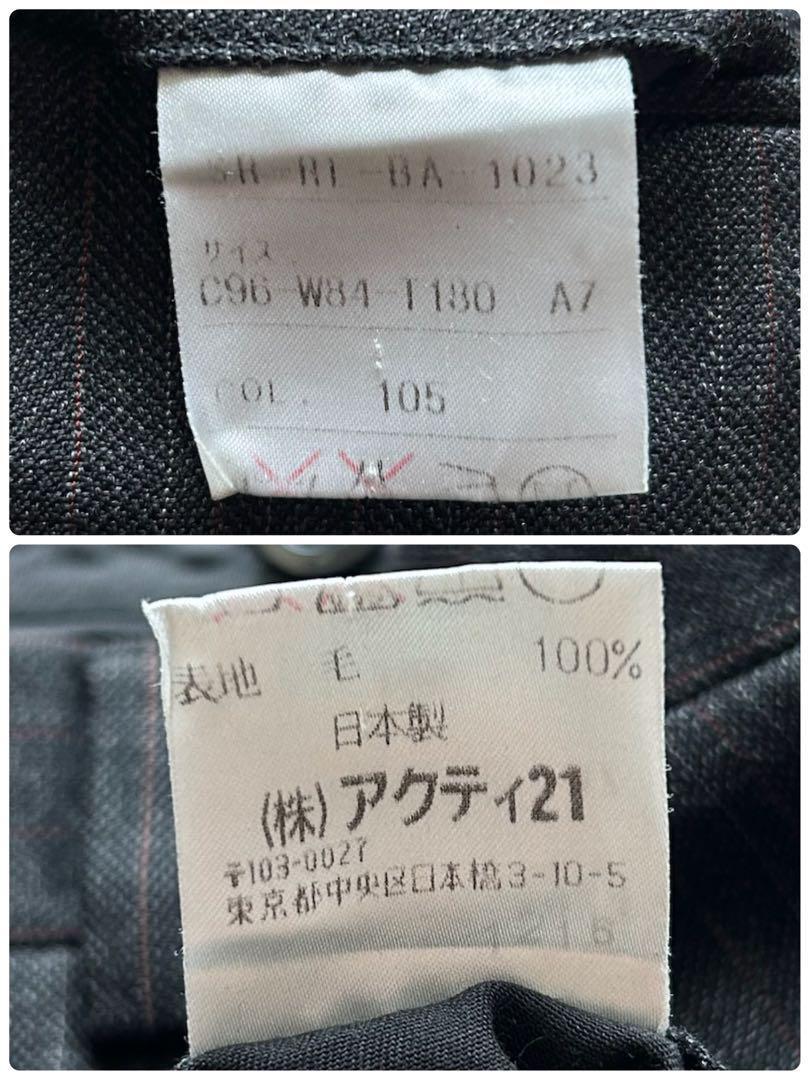 -BA-1023
サイズ
C96-W84-T180 A7
COL. 105
表地 毛 100%
日本製
(株)アクティ21
〒103-0027
東京都中央区日本橋3-10-5
1216